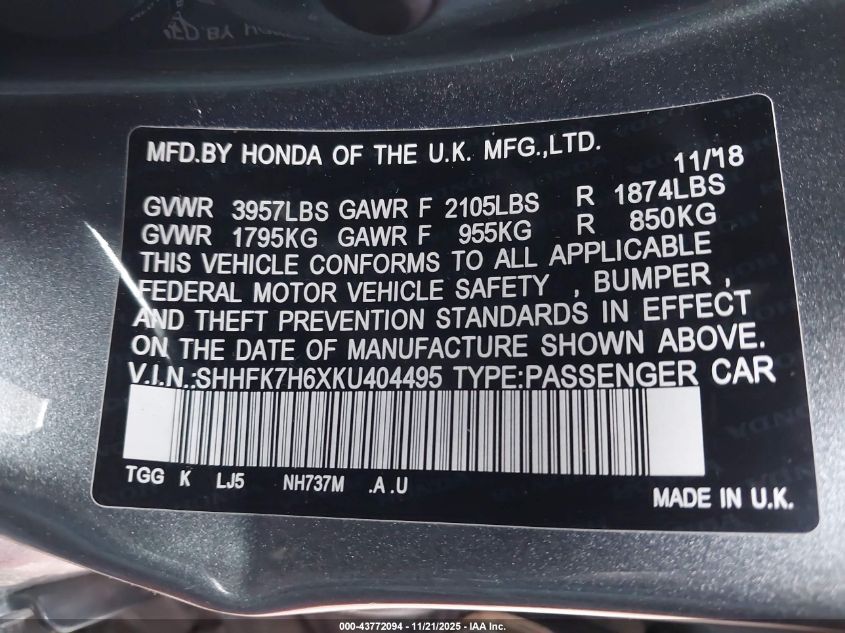 MFD.BY HONDA OF THE U.K. MFG.,LTD. 11/18
GVWR 3957LBS GAWR F 2105LBS R 1874LBS
GVWR 1795KG GAWR F 955KG R 850KG
THIS VEHICLE CONFORMS TO ALL APPLICABLE
FEDERAL MOTOR VEHICLE SAFETY , BUMPER ,
AND THEFT PREVENTION STANDARDS IN EFFECT
ON THE DATE OF MANUFACTURE SHOWN ABOVE.
V.I.N.:SHHFK7H6XKU404495 TYPE:PASSENGER CAR
TGG K LJ5 NH737M .A .U
MADE IN U.K.
000-43772094 - 11/21/2025 - IAA Inc.